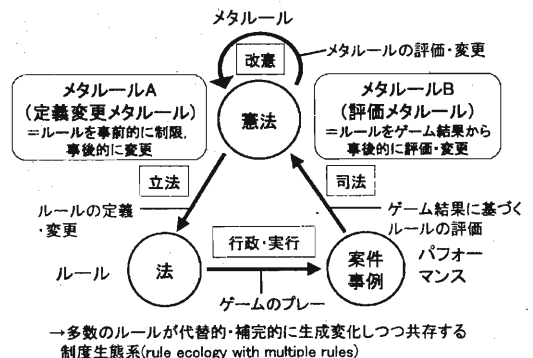 メタルール
改憲
メタルールの評価・変更
メタルールA
(定義変更メタルール)
=ルールを事前的に制限,
事後的に変更
憲法
メタルールB
(評価メタルール)
=ルールをゲーム結果から
事後的に評価・変更
立法
司法
ルールの定義
・変更
ゲーム結果に基づく
ルールの評価
行政・実行
ルール
法
案件
事例
パフォー
マンス
ゲームのプレー
→多数のルールが代替的・補完的に生成変化しつつ共存する
制度生態系(rule ecology with multiple rules)